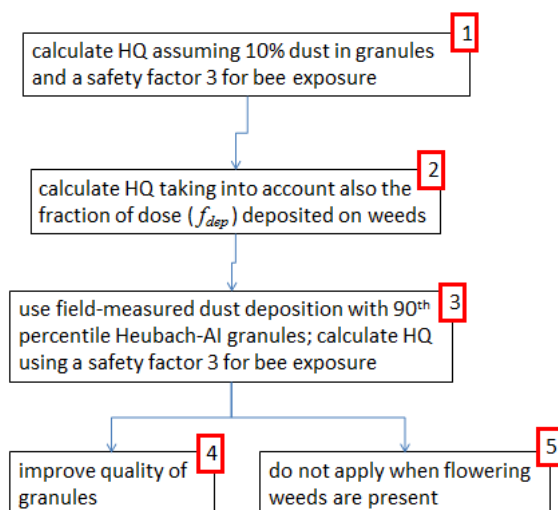 1
calculate HQ assuming 10% dust in granules
and a safety factor 3 for bee exposure
2
calculate HQ taking into account also the
fraction of dose (f_dep) deposited on weeds
3
use field-measured dust deposition with 90th
percentile Heubach-AI granules; calculate HQ
using a safety factor 3 for bee exposure
4
improve quality of
granules
5
do not apply when flowering
weeds are present